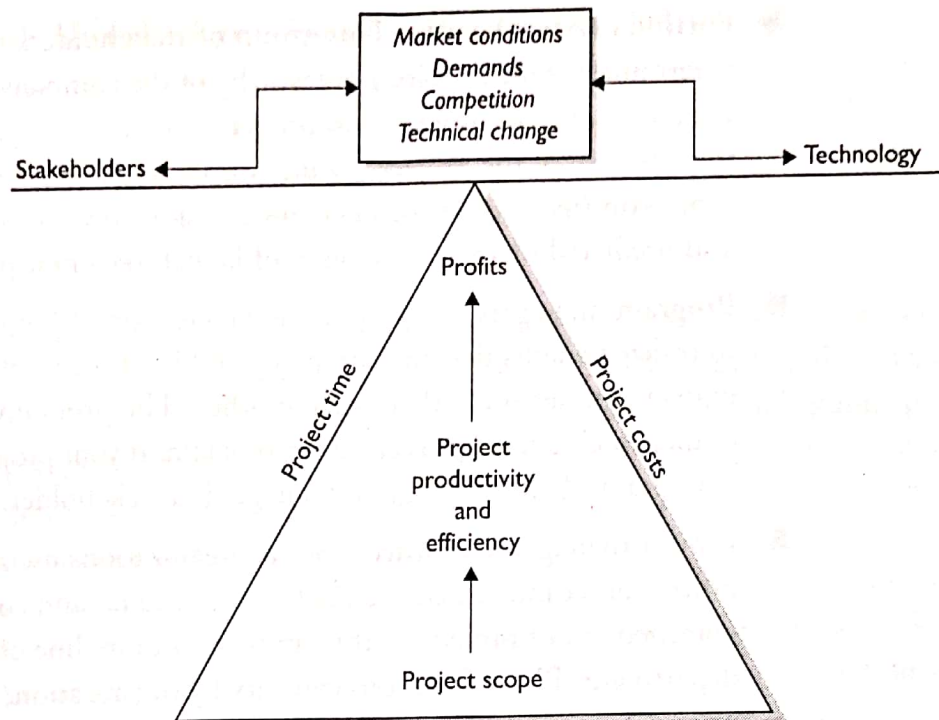 Market conditions
Demands
Competition
Technical change
Stakeholders
Technology
Profits
Project time
Project costs
Project
productivity
and
efficiency
Project scope